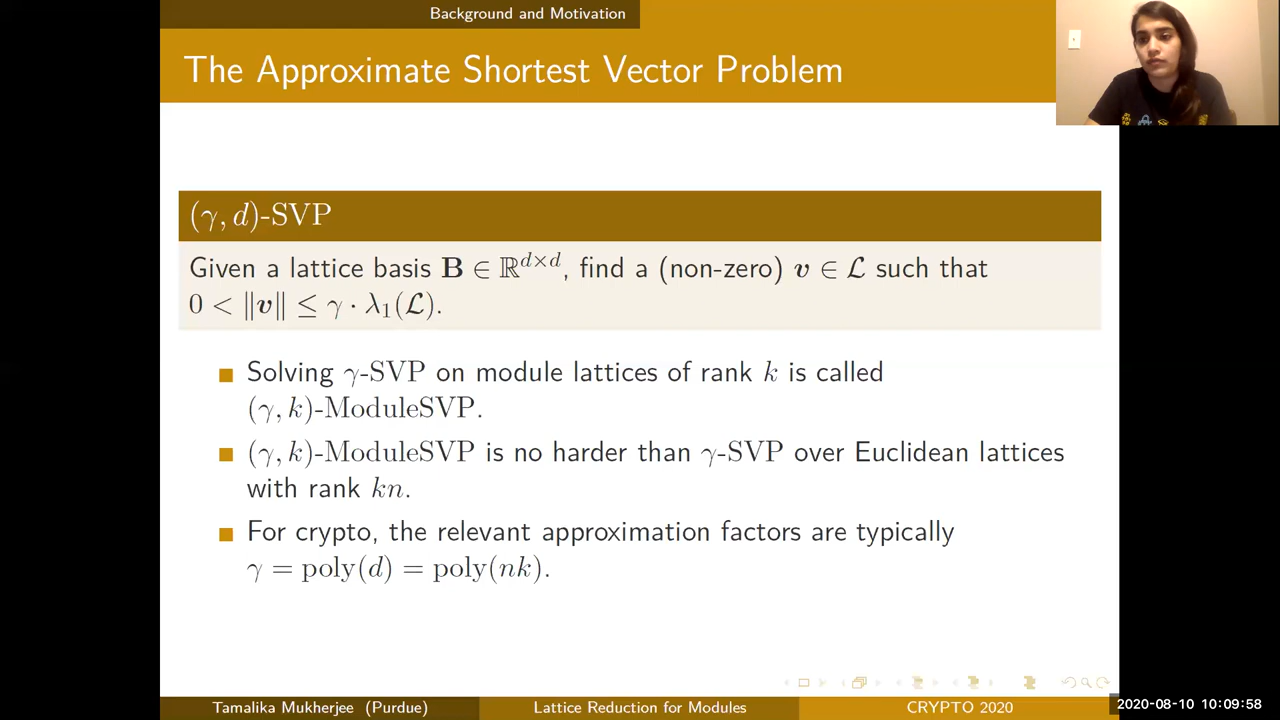 Background and Motivation
The Approximate Shortest Vector Problem
(γ, d)-SVP
Given a lattice basis B ∈ ℝ^{d×d}, find a (non-zero) v ∈ ℒ such that
0 < ‖v‖ ≤ γ · λ₁(ℒ).
Solving γ-SVP on module lattices of rank k is called
(γ, k)-ModuleSVP.
(γ, k)-ModuleSVP is no harder than γ-SVP over Euclidean lattices
with rank kn.
For crypto, the relevant approximation factors are typically
γ = poly(d) = poly(nk).
Tamalika Mukherjee (Purdue) Lattice Reduction for Modules CRYPTO 2020
2020-08-10 10:09:58